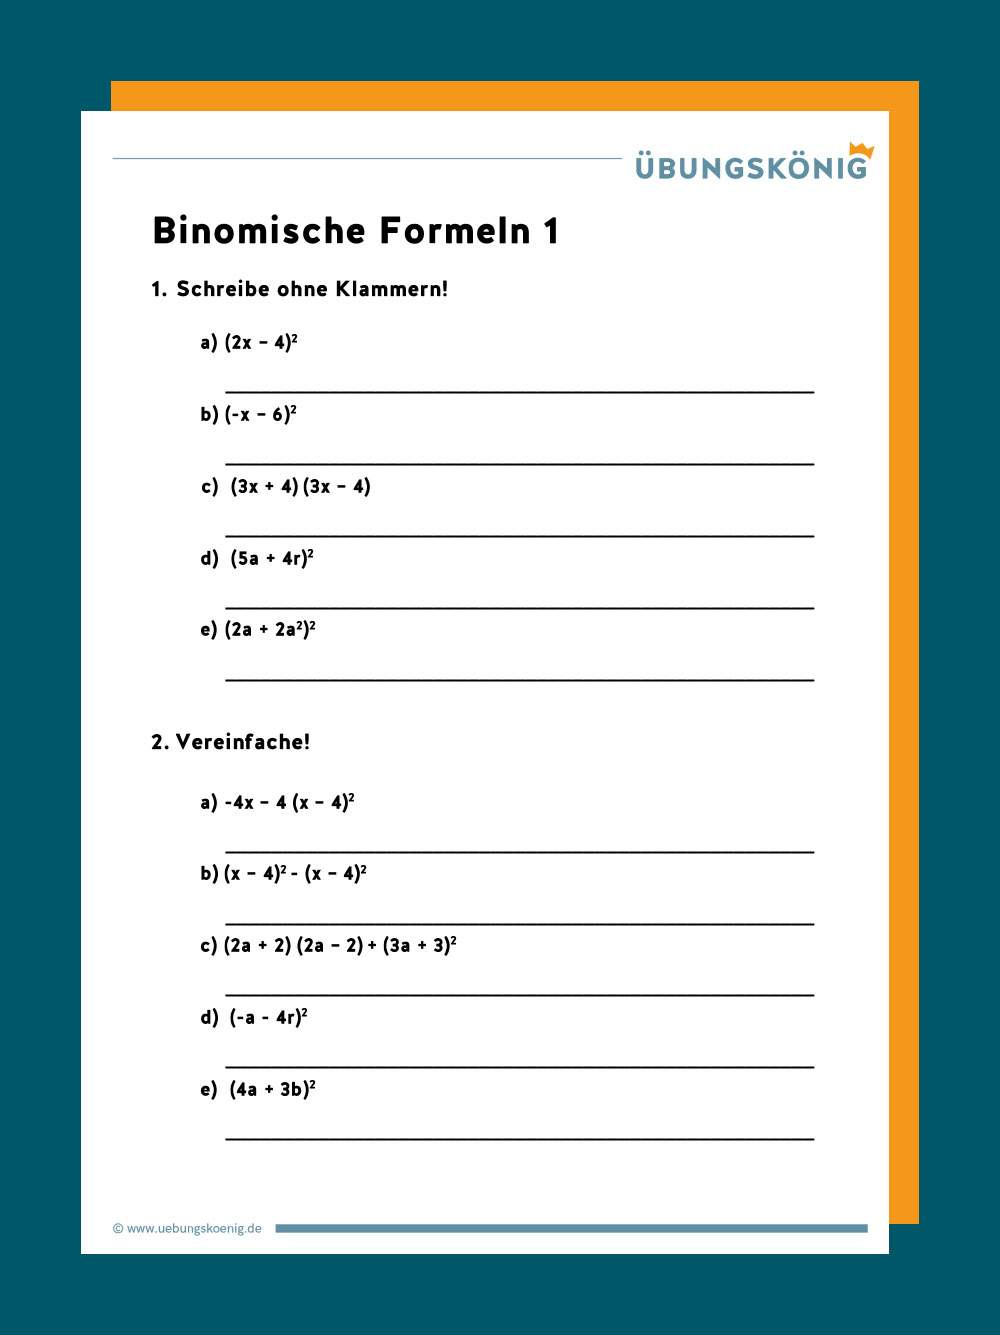 ÜBUNGSKÖNIG
Binomische Formeln 1
1. Schreibe ohne Klammern!
a) (2x – 4)²
b) (-x – 6)²
c) (3x + 4) (3x – 4)
d) (5a + 4r)²
e) (2a + 2a²)²
2. Vereinfache!
a) -4x – 4 (x – 4)²
b) (x – 4)² - (x – 4)²
c) (2a + 2) (2a – 2) + (3a + 3)²
d) (-a - 4r)²
e) (4a + 3b)²
© www.uebungskoenig.de